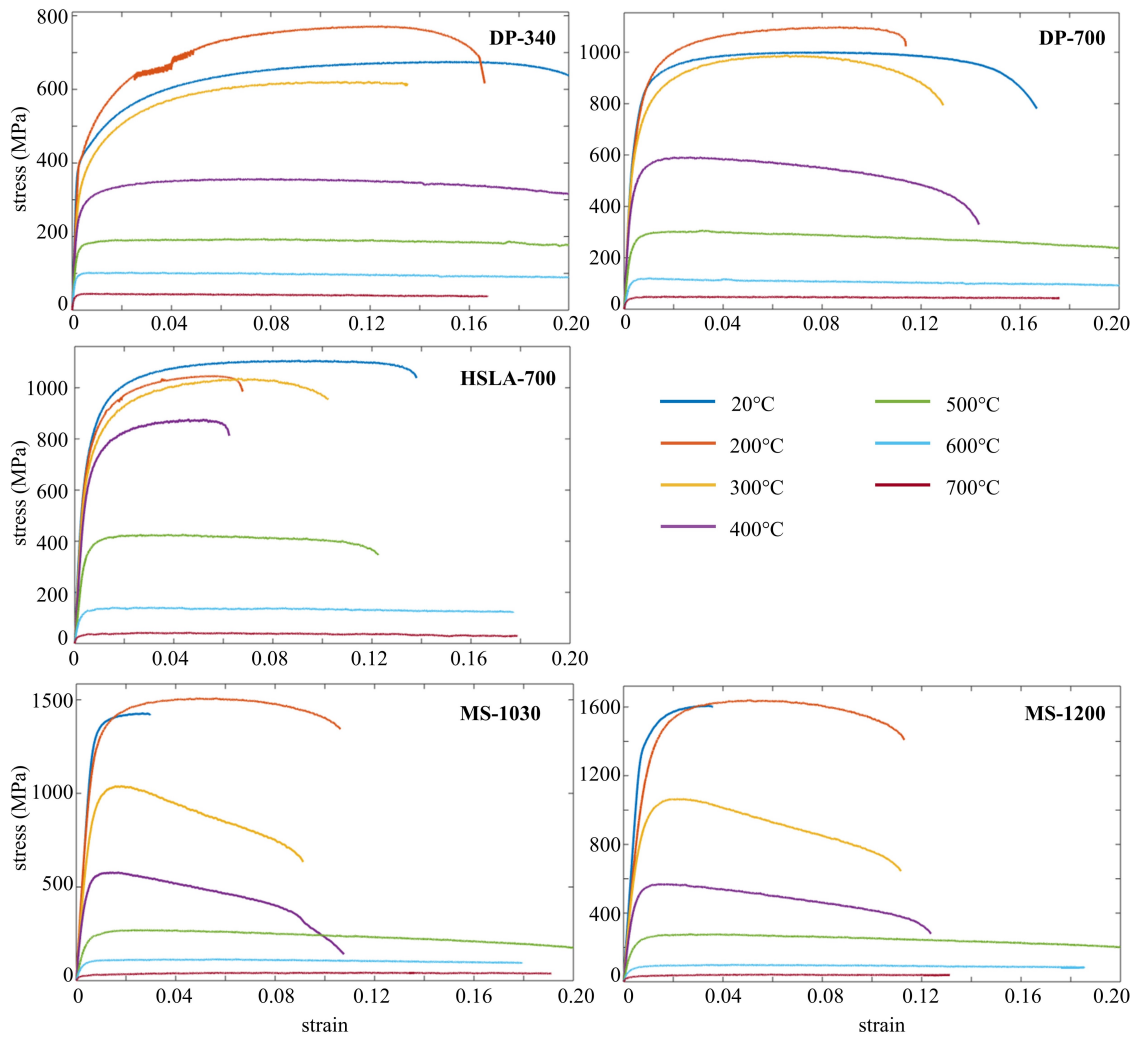 DP-340
800
600
400
200
0
stress (MPa)
0 0.04 0.08 0.12 0.16 0.20
DP-700
1000
800
600
400
200
0
0 0.04 0.08 0.12 0.16 0.20
HSLA-700
1000
800
600
400
200
0
stress (MPa)
0 0.04 0.08 0.12 0.16 0.20
20°C
200°C
300°C
400°C
500°C
600°C
700°C
MS-1030
1500
1000
500
0
stress (MPa)
0 0.04 0.08 0.12 0.16 0.20
strain
MS-1200
1600
1200
800
400
0
0 0.04 0.08 0.12 0.16 0.20
strain